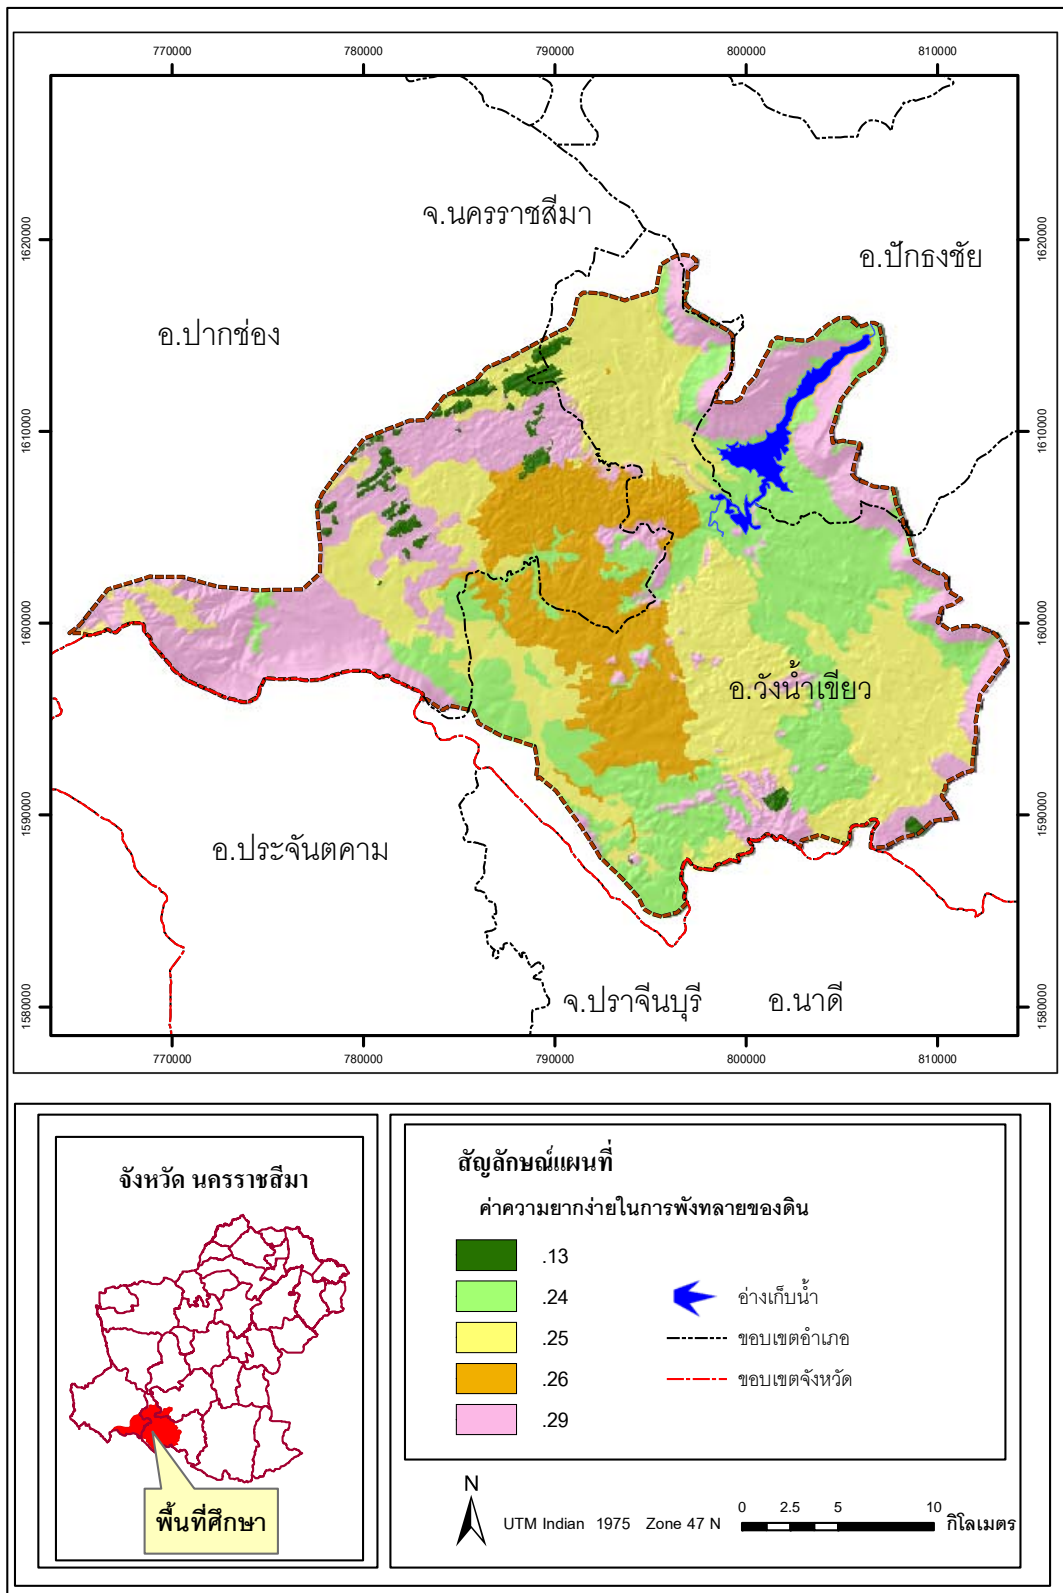 770000 780000 790000 800000 810000
1620000 1620000
จ.นครราชสีมา
อ.ปักธงชัย
อ.ปากช่อง
1610000 1610000
1600000 1600000
อ.วังน้ำเขียว
1590000 1590000
อ.ประจันตคาม
จ.ปราจีนบุรี อ.นาดี
1580000 1580000
770000 780000 790000 800000 810000
จังหวัด นครราชสีมา
พื้นที่ศึกษา
สัญลักษณ์แผนที่
ค่าความยากง่ายในการพังทลายของดิน
.13
.24 อ่างเก็บน้ำ
.25 ขอบเขตอำเภอ
.26 ขอบเขตจังหวัด
.29
N
0 2.5 5 10
UTM Indian 1975 Zone 47 N กิโลเมตร